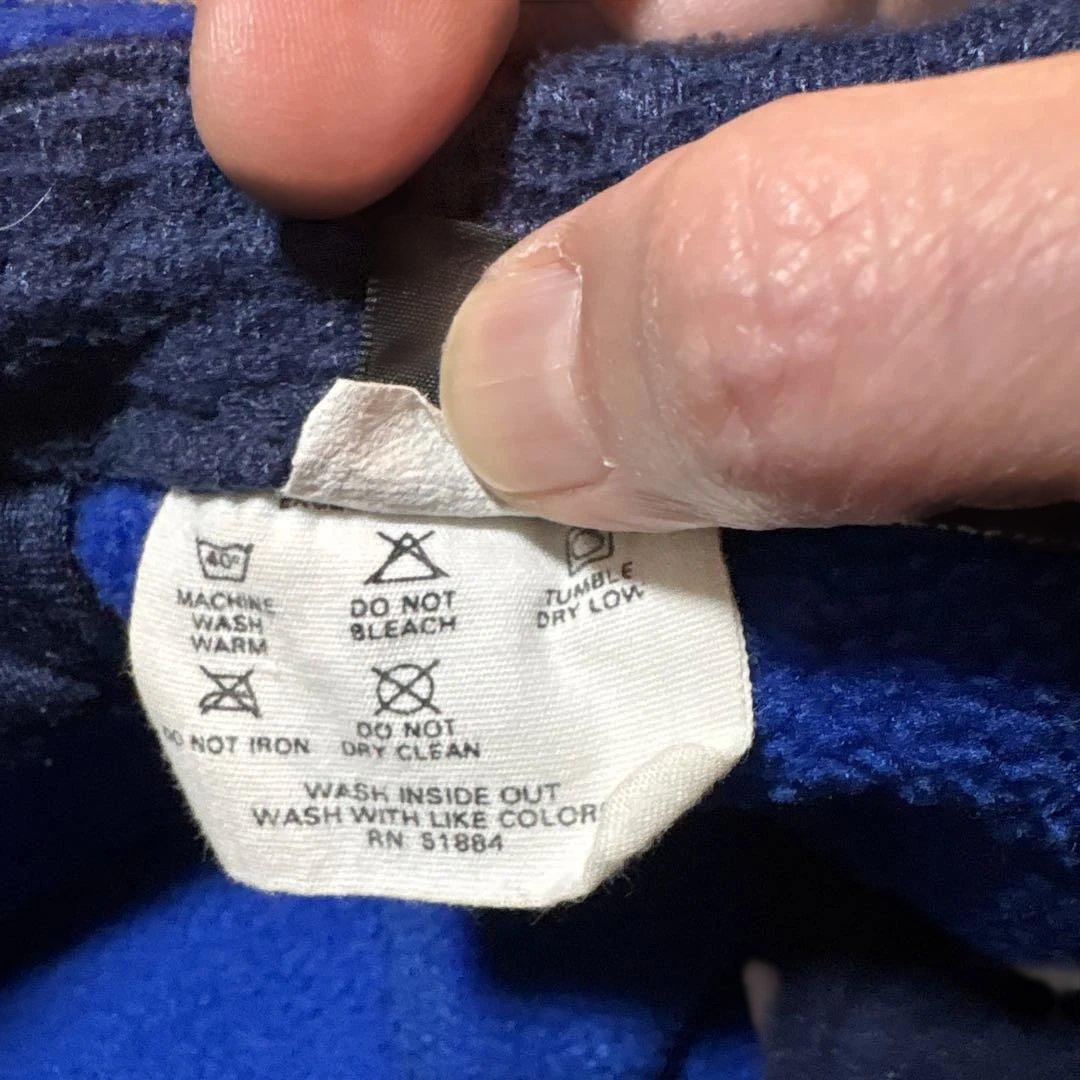 40°
MACHINE
WASH
WARM
DO NOT
BLEACH
TUMBLE
DRY LOW
DO NOT IRON
DO NOT
DRY CLEAN
WASH INSIDE OUT
WASH WITH LIKE COLOR
RN 51884